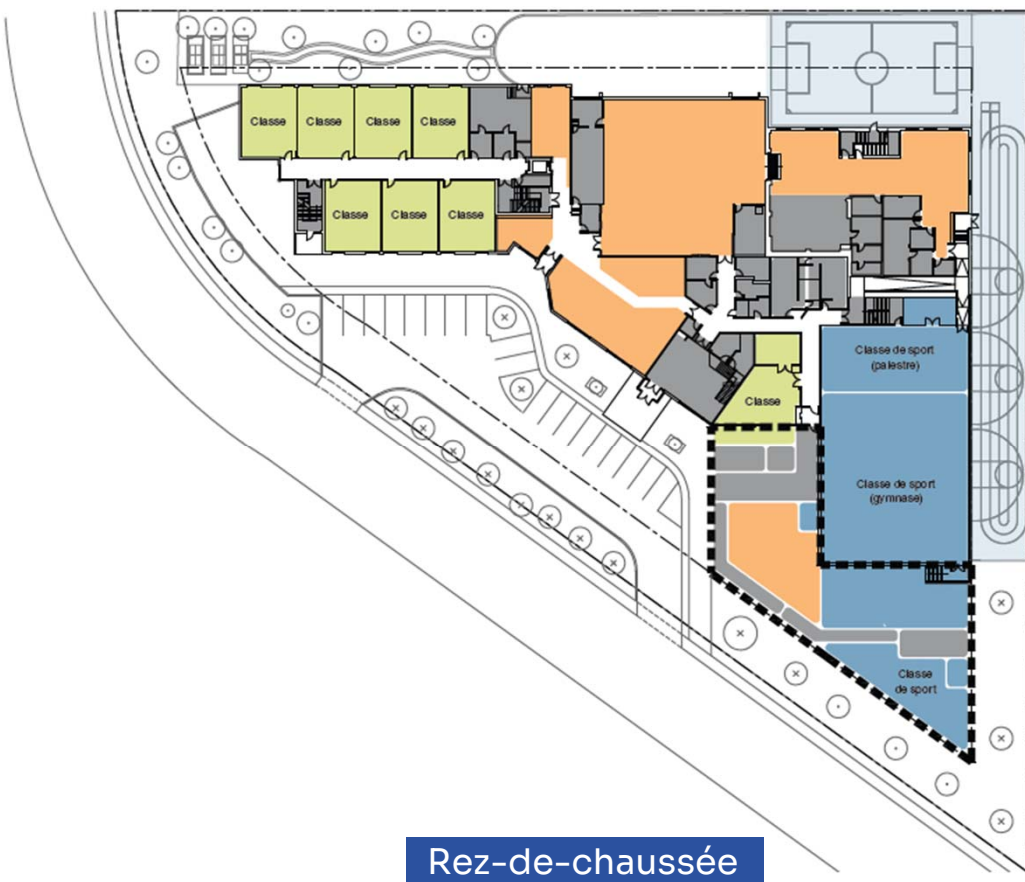 Classe
Classe
Classe
Classe
Classe
Classe
Classe
Classe de sport
(palestre)
Classe
Classe de sport
(gymnase)
Classe
de sport
Rez-de-chaussée